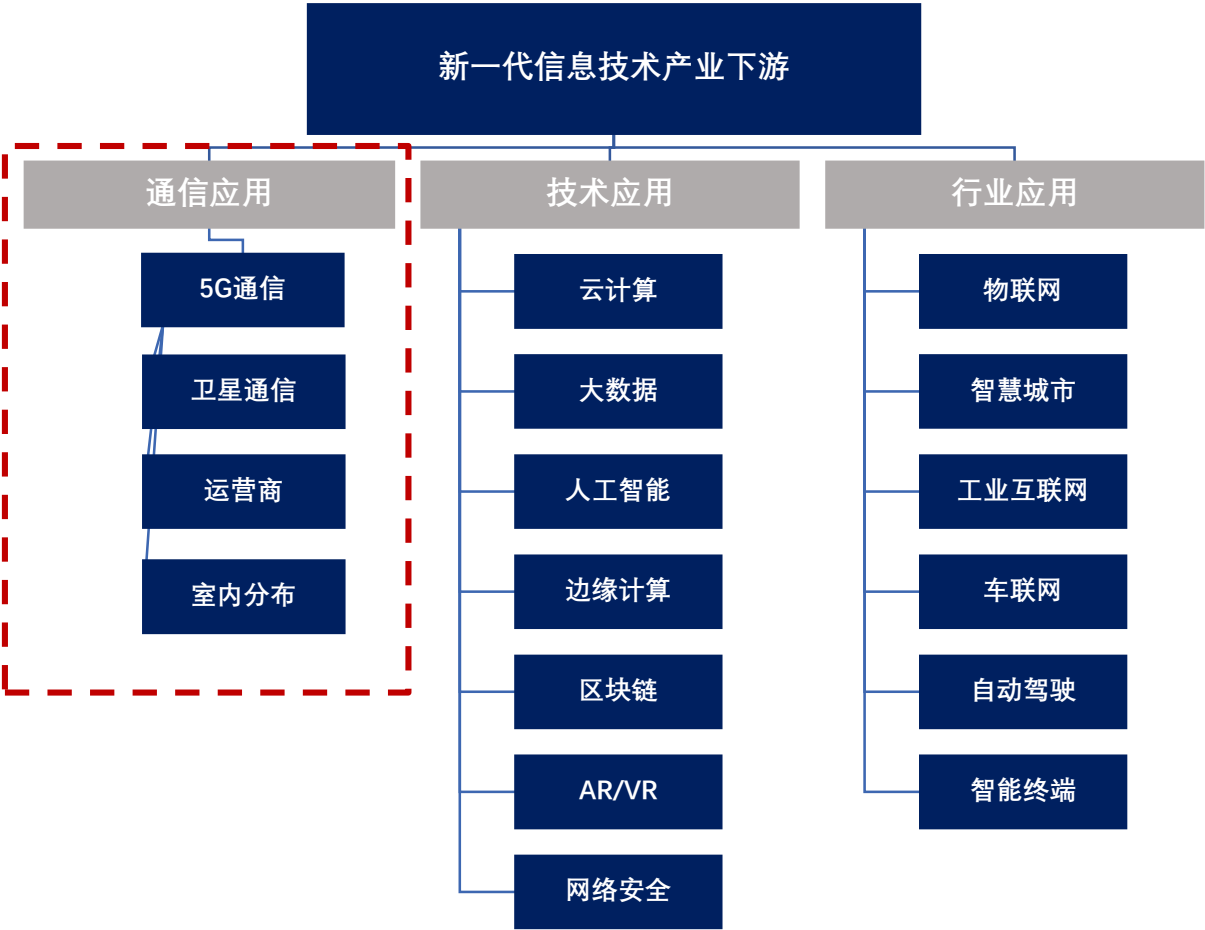 新一代信息技术产业下游
通信应用
5G通信
卫星通信
运营商
室内分布
技术应用
云计算
大数据
人工智能
边缘计算
区块链
AR/VR
网络安全
行业应用
物联网
智慧城市
工业互联网
车联网
自动驾驶
智能终端